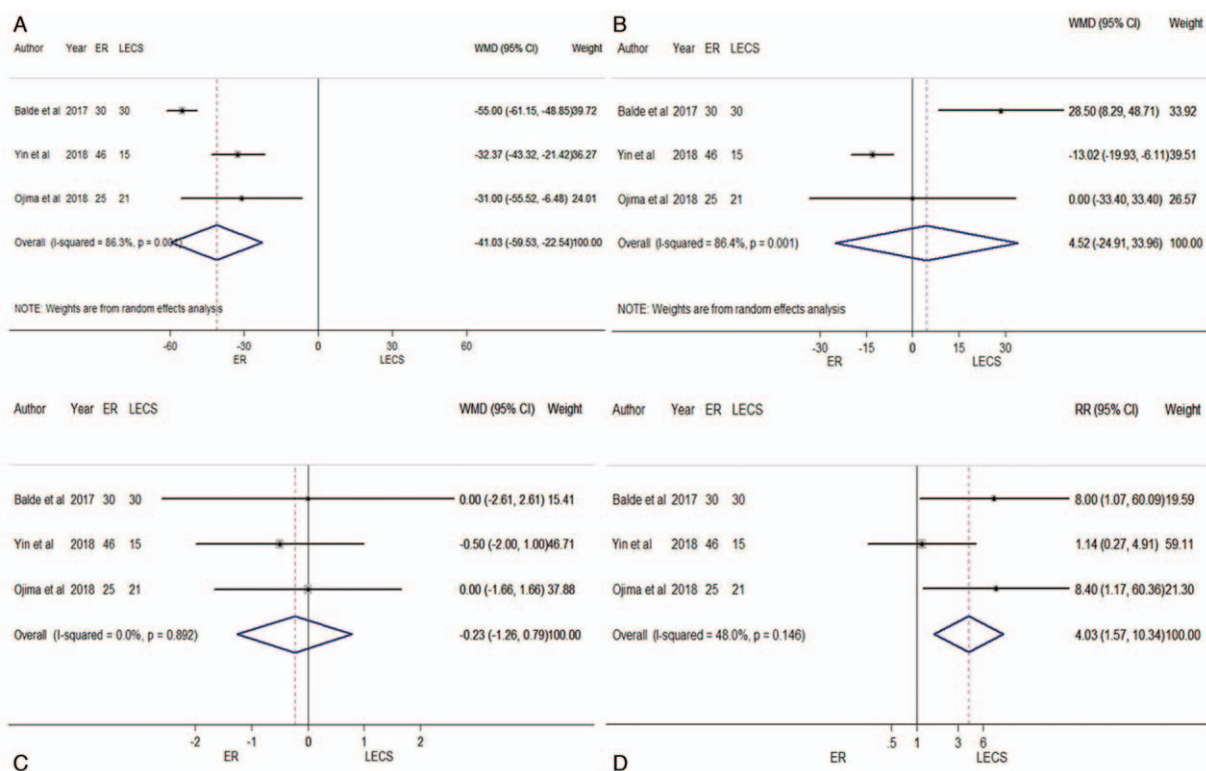 A
Author Year ER LECS WMD (95% CI) Weight
Balde et al 2017 30 30 -55.00 (-61.15, -48.85)39.72
Yin et al 2018 46 15 -32.37 (-43.32, -21.42)36.27
Ojima et al 2018 25 21 -31.00 (-55.52, -6.48) 24.01
Overall (I-squared = 86.3%, p = -41.03 (-59.53, -22.54)100.00
NOTE: Weights are from random effects analysis
-60 -30 0 30 60
ER LECS
B
WMD (95% CI) Weight
Author Year ER LECS
Balde et al 2017 30 30 28.50 (8.29, 48.71) 33.92
Yin et al 2018 46 15 -13.02 (-19.93, -6.11)39.51
Ojima et al 2018 25 21 0.00 (-33.40, 33.40) 26.57
Overall (I-squared = 86.4%, p = 0.001) 4.52 (-24.91, 33.96) 100.00
NOTE: Weights are from random effects analysis
-30 -15 0 15 30
ER LECS
Author Year ER LECS WMD (95% CI) Weight
Balde et al 2017 30 30 0.00 (-2.61, 2.61) 15.41
Yin et al 2018 46 15 -0.50 (-2.00, 1.00)46.71
Ojima et al 2018 25 21 0.00 (-1.66, 1.66) 37.88
Overall (I-squared = 0.0%, p = 0.892) -0.23 (-1.26, 0.79)100.00
-2 -1 0 1 2
ER LECS
C
Author Year ER LECS RR (95% CI) Weight
Balde et al 2017 30 30 8.00 (1.07, 60.09)19.59
Yin et al 2018 46 15 1.14 (0.27, 4.91) 59.11
Ojima et al 2018 25 21 8.40 (1.17, 60.36)21.30
Overall (I-squared = 48.0%, p = 0.146) 4.03 (1.57, 10.34)100.00
.5 1 3 6
ER LECS
D